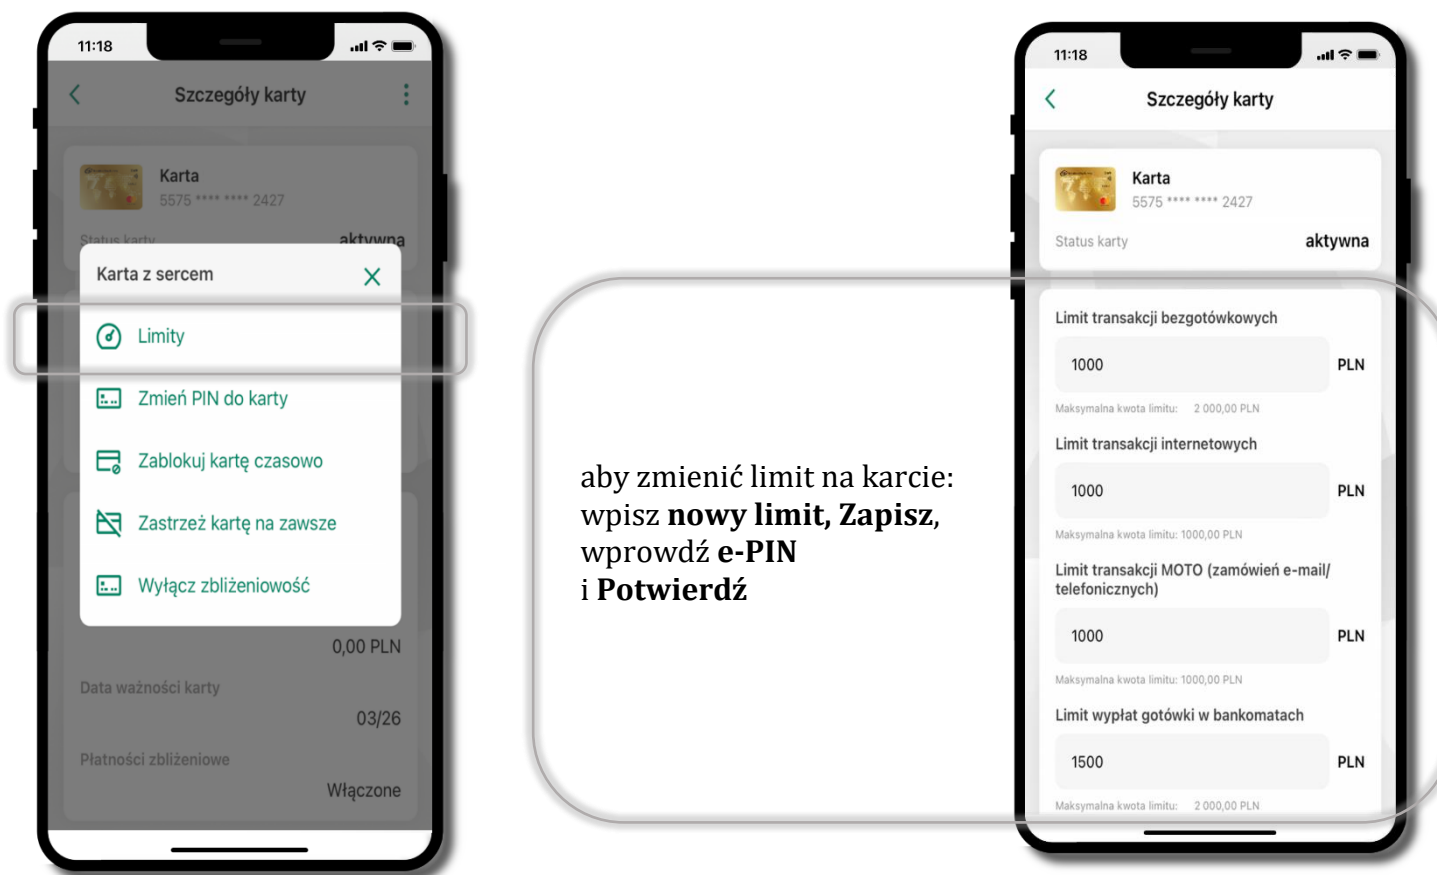 11:18
Szczegóły karty
Karta
5575 **** **** 2427
Status karty
aktywna
Karta z sercem
Limity
Zmień PIN do karty
Zablokuj kartę czasowo
Zastrzeż kartę na zawsze
Wyłącz zbliżeniowość
0,00 PLN
Data ważności karty
03/26
Płatności zbliżeniowe
Włączone
aby zmienić limit na karcie:
wpisz nowy limit, Zapisz,
wprowdź e-PIN
i Potwierdź
11:18
Szczegóły karty
Karta
5575 **** **** 2427
Status karty
aktywna
Limit transakcji bezgotówkowych
1000 PLN
Maksymalna kwota limitu: 2 000,00 PLN
Limit transakcji internetowych
1000 PLN
Maksymalna kwota limitu: 1000,00 PLN
Limit transakcji MOTO (zamówień e-mail/
telefonicznych)
1000 PLN
Maksymalna kwota limitu: 1000,00 PLN
Limit wypłat gotówki w bankomatach
1500 PLN
Maksymalna kwota limitu: 2 000,00 PLN